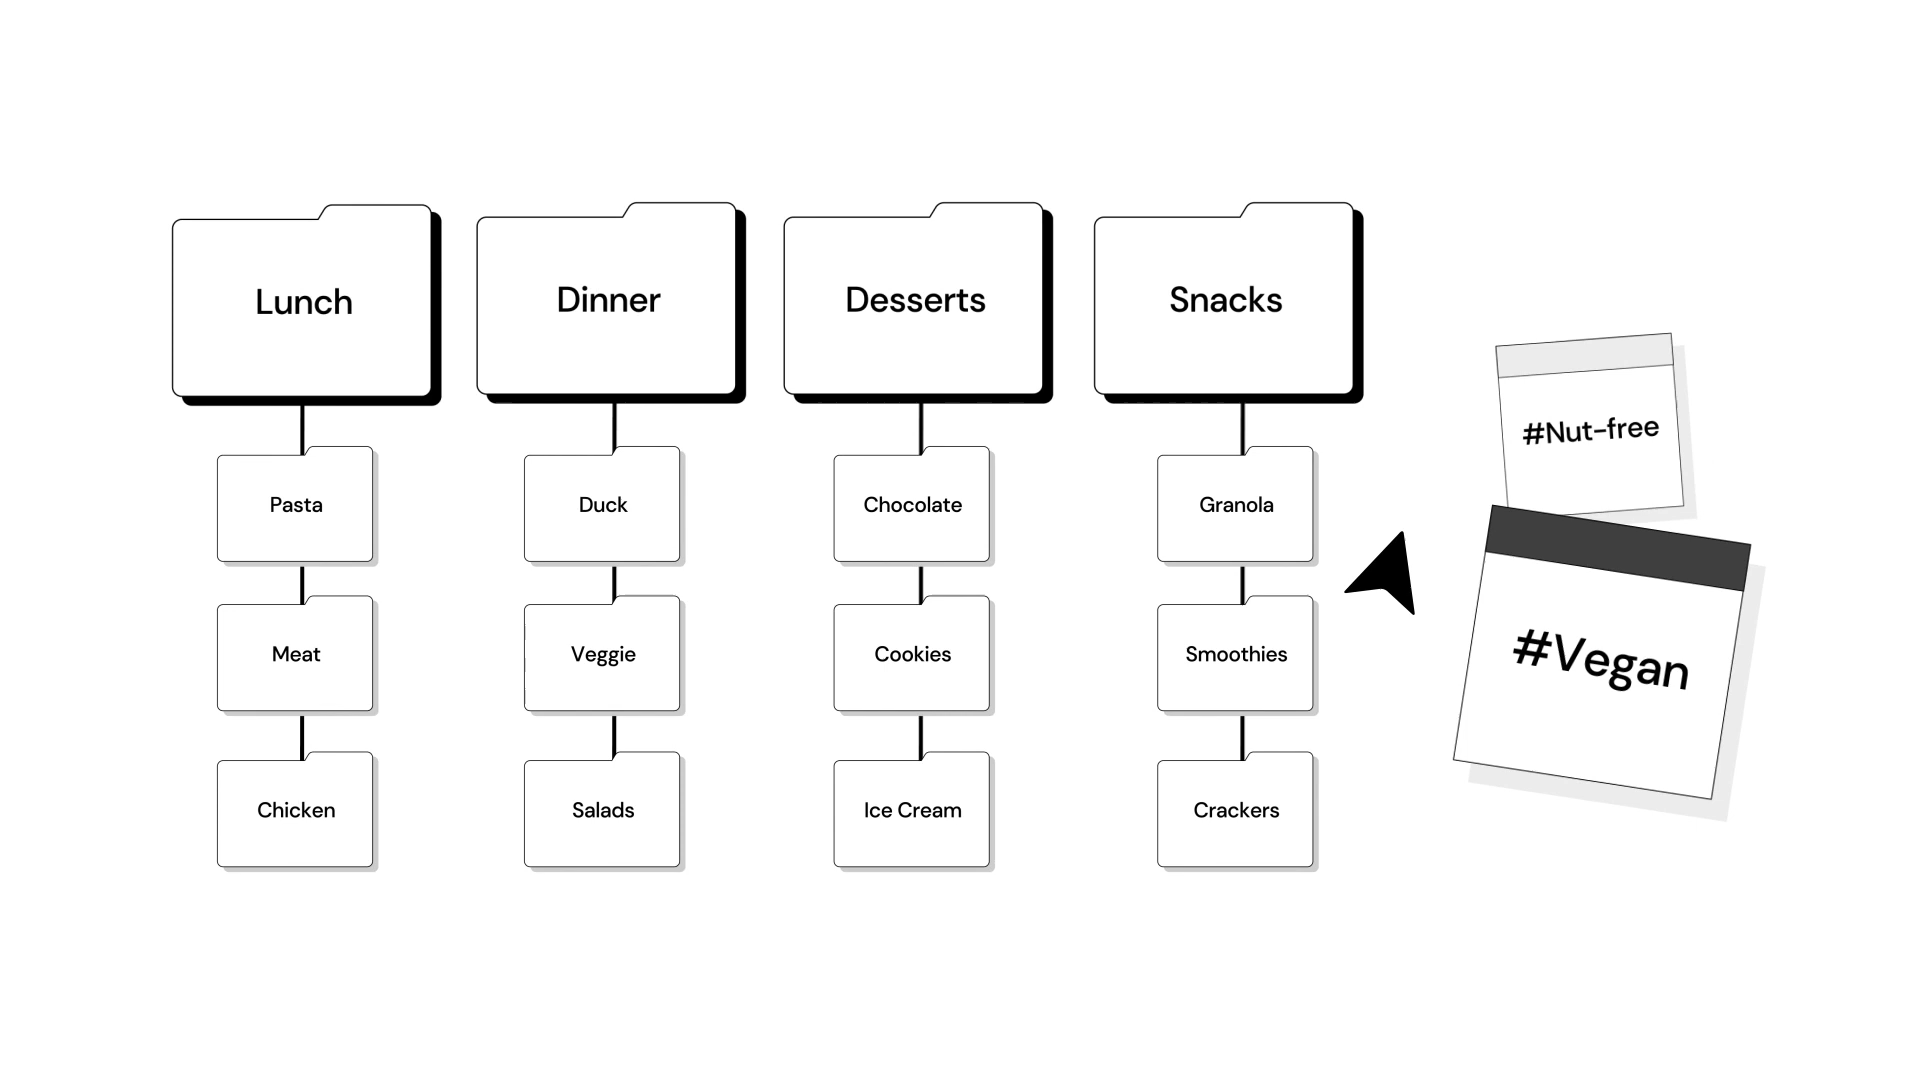 Lunch
Dinner
Desserts
Snacks
Pasta
Duck
Chocolate
Granola
Meat
Veggie
Cookies
Smoothies
Chicken
Salads
Ice Cream
Crackers
#Nut-free
#Vegan